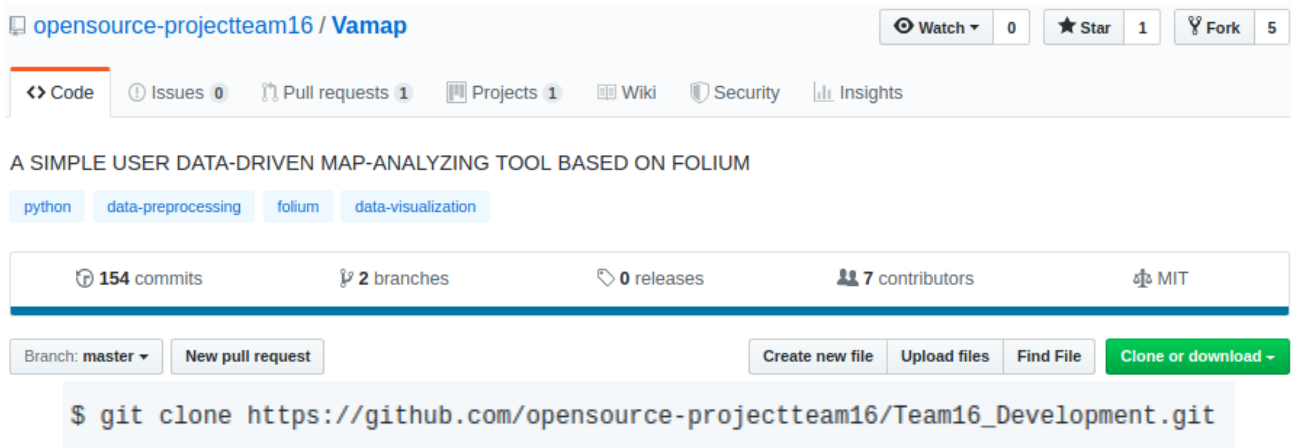 opensource-projectteam16 / Vamap Watch 0 Star 1 Fork 5
Code Issues 0 Pull requests 1 Projects 1 Wiki Security Insights
A SIMPLE USER DATA-DRIVEN MAP-ANALYZING TOOL BASED ON FOLIUM
python data-preprocessing folium data-visualization
154 commits 2 branches 0 releases 7 contributors MIT
Branch: master New pull request Create new file Upload files Find File Clone or download
$ git clone https://github.com/opensource-projectteam16/Team16_Development.git